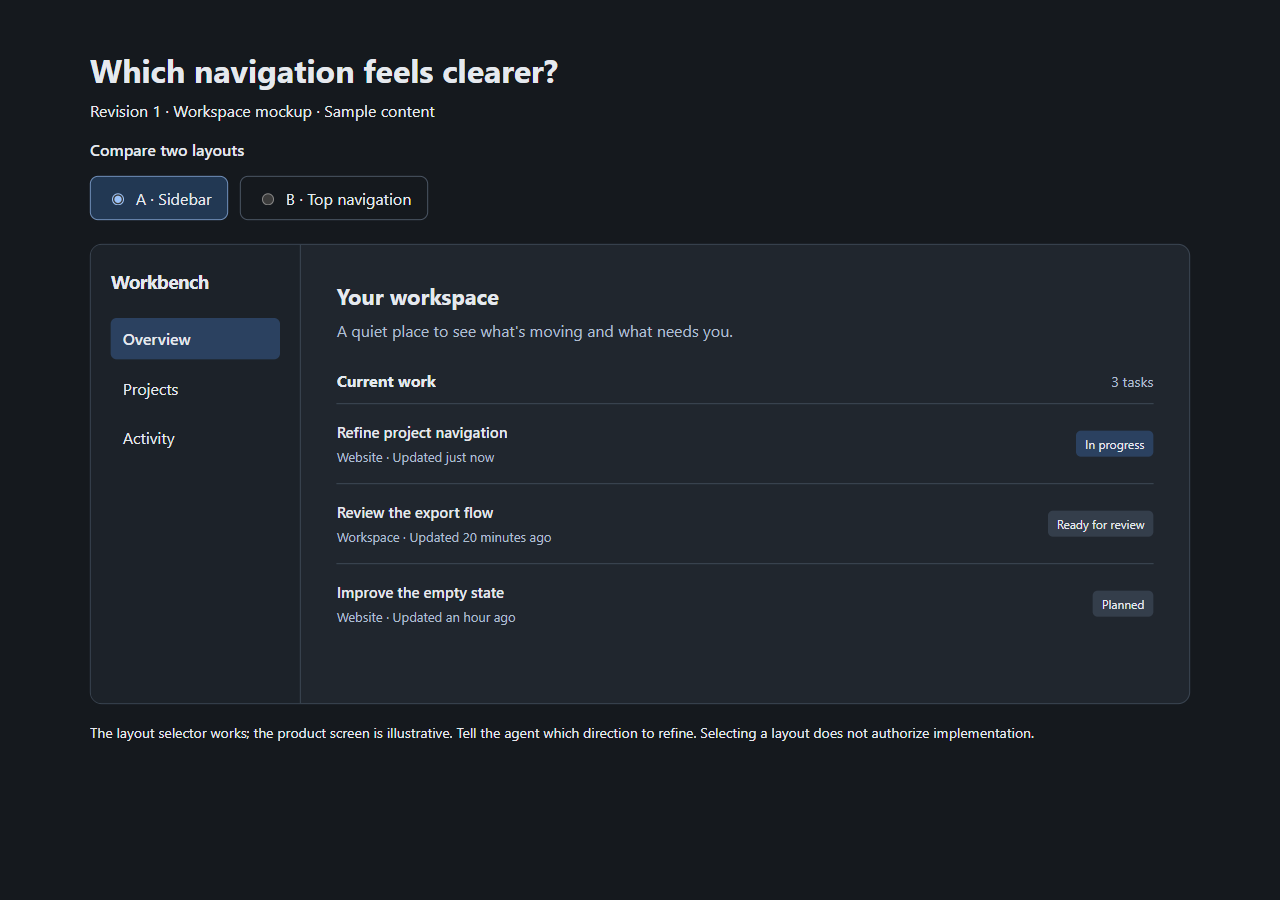 Which navigation feels clearer?
Revision 1 · Workspace mockup · Sample content
Compare two layouts
A · Sidebar
B · Top navigation
Workbench
Overview
Projects
Activity
Your workspace
A quiet place to see what's moving and what needs you.
Current work
3 tasks
Refine project navigation
Website · Updated just now
In progress
Review the export flow
Workspace · Updated 20 minutes ago
Ready for review
Improve the empty state
Website · Updated an hour ago
Planned
The layout selector works; the product screen is illustrative. Tell the agent which direction to refine. Selecting a layout does not authorize implementation.